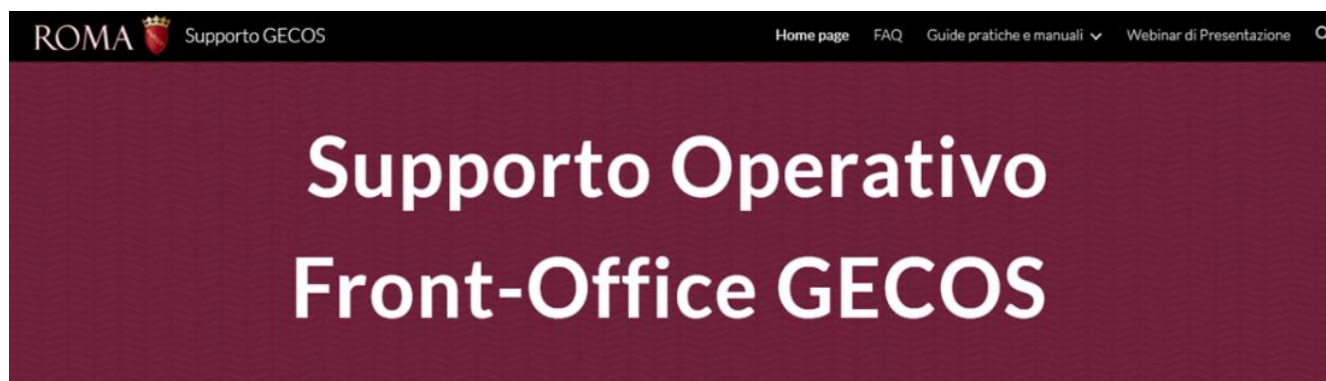 ROMA Supporto GECOS Home page FAQ Guide pratiche e manuali Webinar di Presentazione
Supporto Operativo
Front-Office GECOS